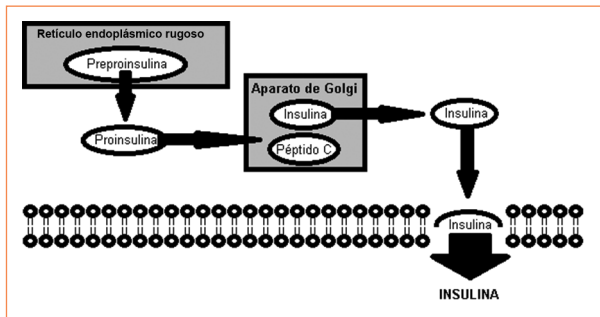 Retículo endoplásmico rugoso
Preproinsulina
Aparato de Golgi
Insulina
Insulina
Proinsulina
Péptido C
Insulina
INSULINA